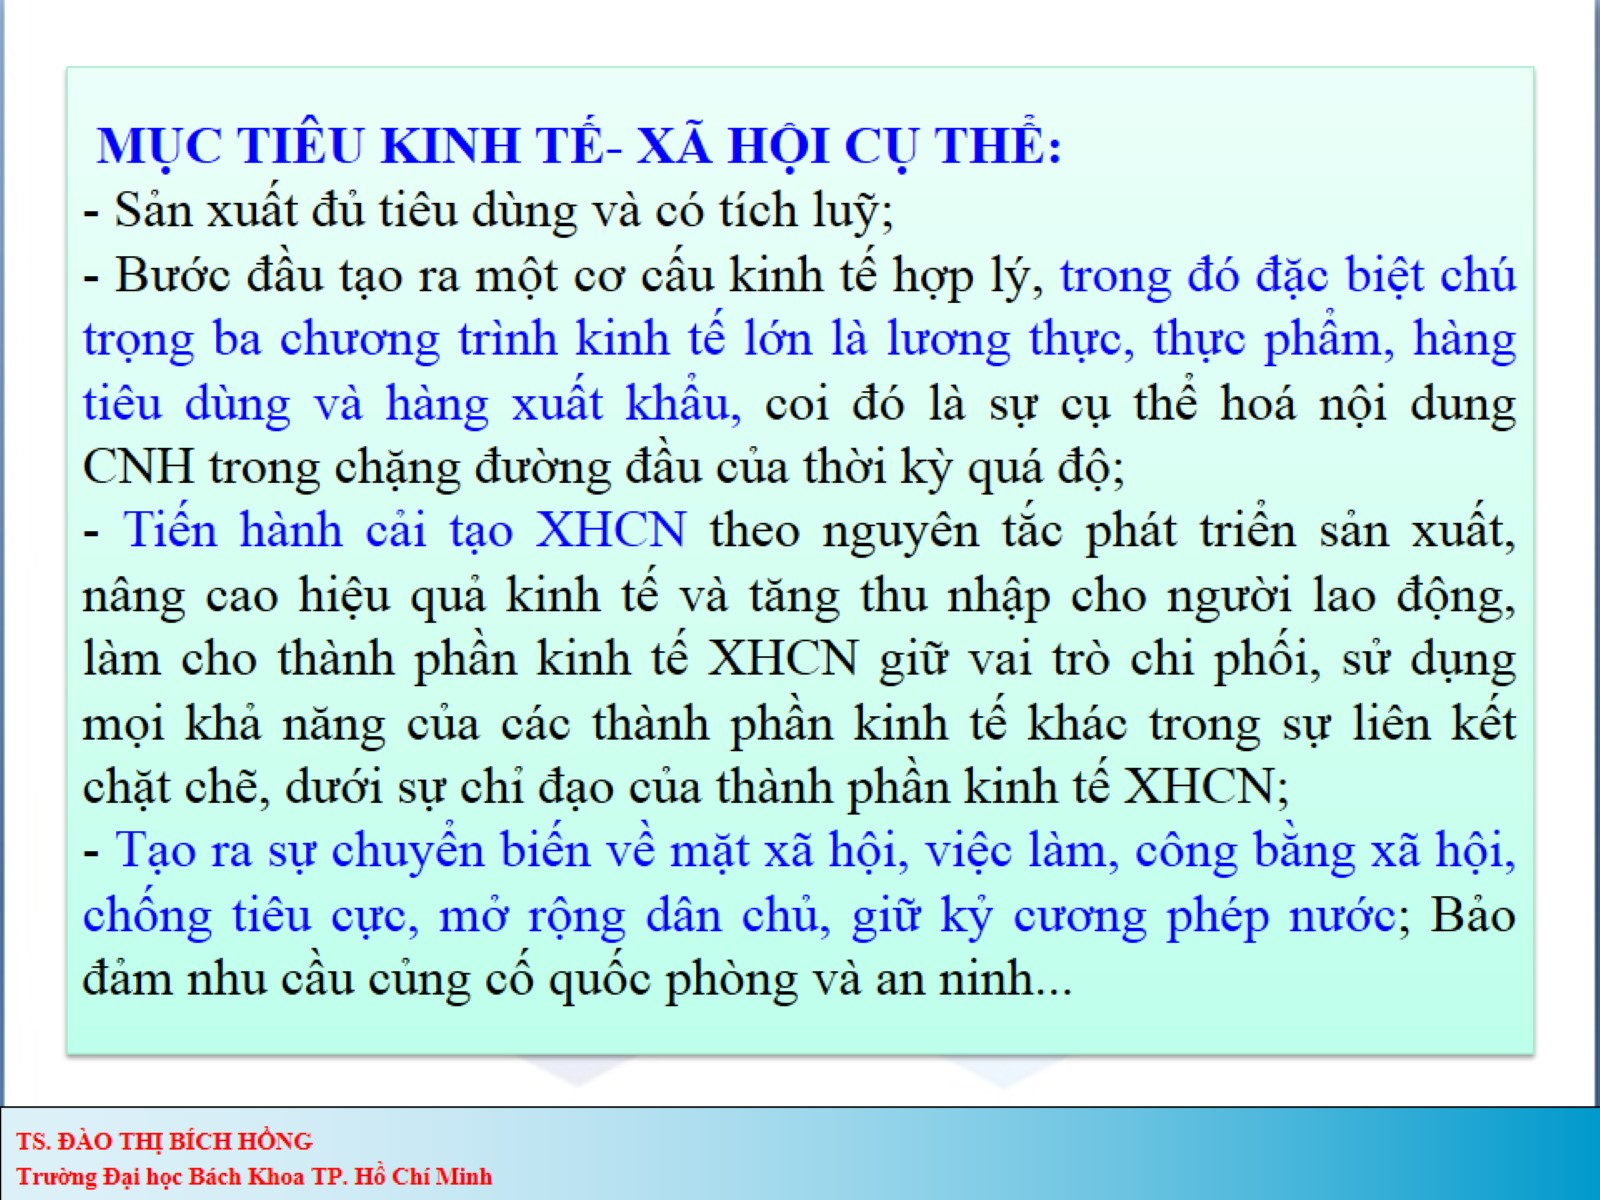 MỤC TIÊU KINH TẾ- XÃ HỘI CỤ THỂ:
- Sản xuất đủ tiêu dùng và có tích luỹ;
- Bước đầu tạo ra một cơ cấu kinh tế hợp lý, trong đó đặc biệt chú
trọng ba chương trình kinh tế lớn là lương thực, thực phẩm, hàng
tiêu dùng và hàng xuất khẩu, coi đó là sự cụ thể hoá nội dung
CNH trong chặng đường đầu của thời kỳ quá độ;
- Tiến hành cải tạo XHCN theo nguyên tắc phát triển sản xuất,
nâng cao hiệu quả kinh tế và tăng thu nhập cho người lao động,
làm cho thành phần kinh tế XHCN giữ vai trò chi phối, sử dụng
mọi khả năng của các thành phần kinh tế khác trong sự liên kết
chặt chẽ, dưới sự chỉ đạo của thành phần kinh tế XHCN;
- Tạo ra sự chuyển biến về mặt xã hội, việc làm, công bằng xã hội,
chống tiêu cực, mở rộng dân chủ, giữ kỷ cương phép nước; Bảo
đảm nhu cầu củng cố quốc phòng và an ninh...
TS. ĐÀO THỊ BÍCH HỒNG
Trường Đại học Bách Khoa TP. Hồ Chí Minh